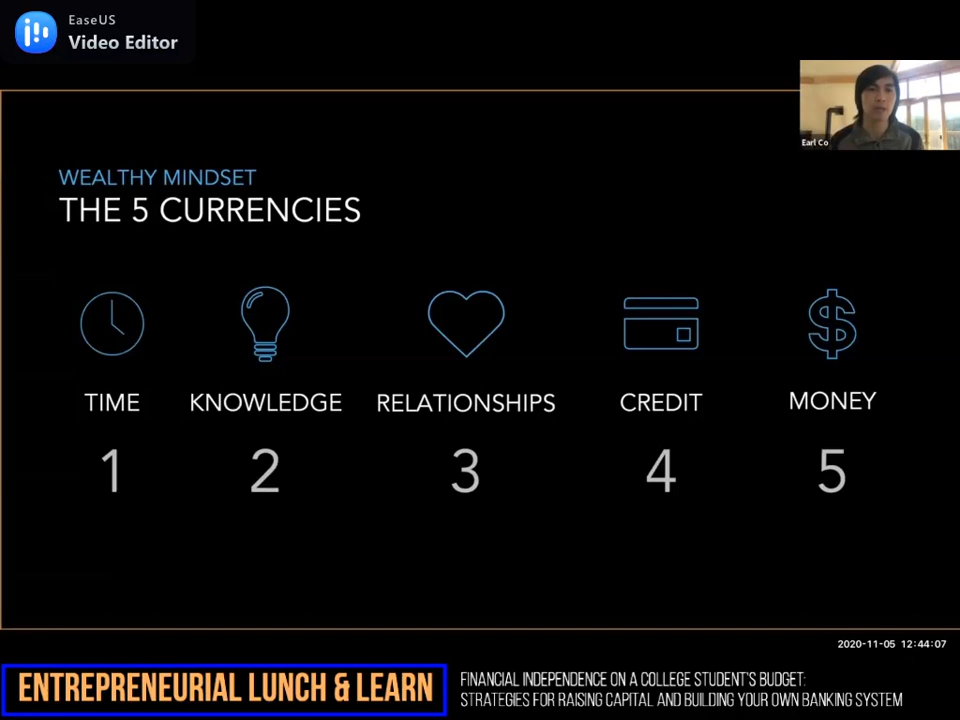 EaseUS
Video Editor
Earl Co
WEALTHY MINDSET
THE 5 CURRENCIES
TIME KNOWLEDGE RELATIONSHIPS CREDIT MONEY
1 2 3 4 5
2020-11-05 12:44:07
ENTREPRENEURIAL LUNCH & LEARN
FINANCIAL INDEPENDENCE ON A COLLEGE STUDENT'S BUDGET:
STRATEGIES FOR RAISING CAPITAL AND BUILDING YOUR OWN BANKING SYSTEM